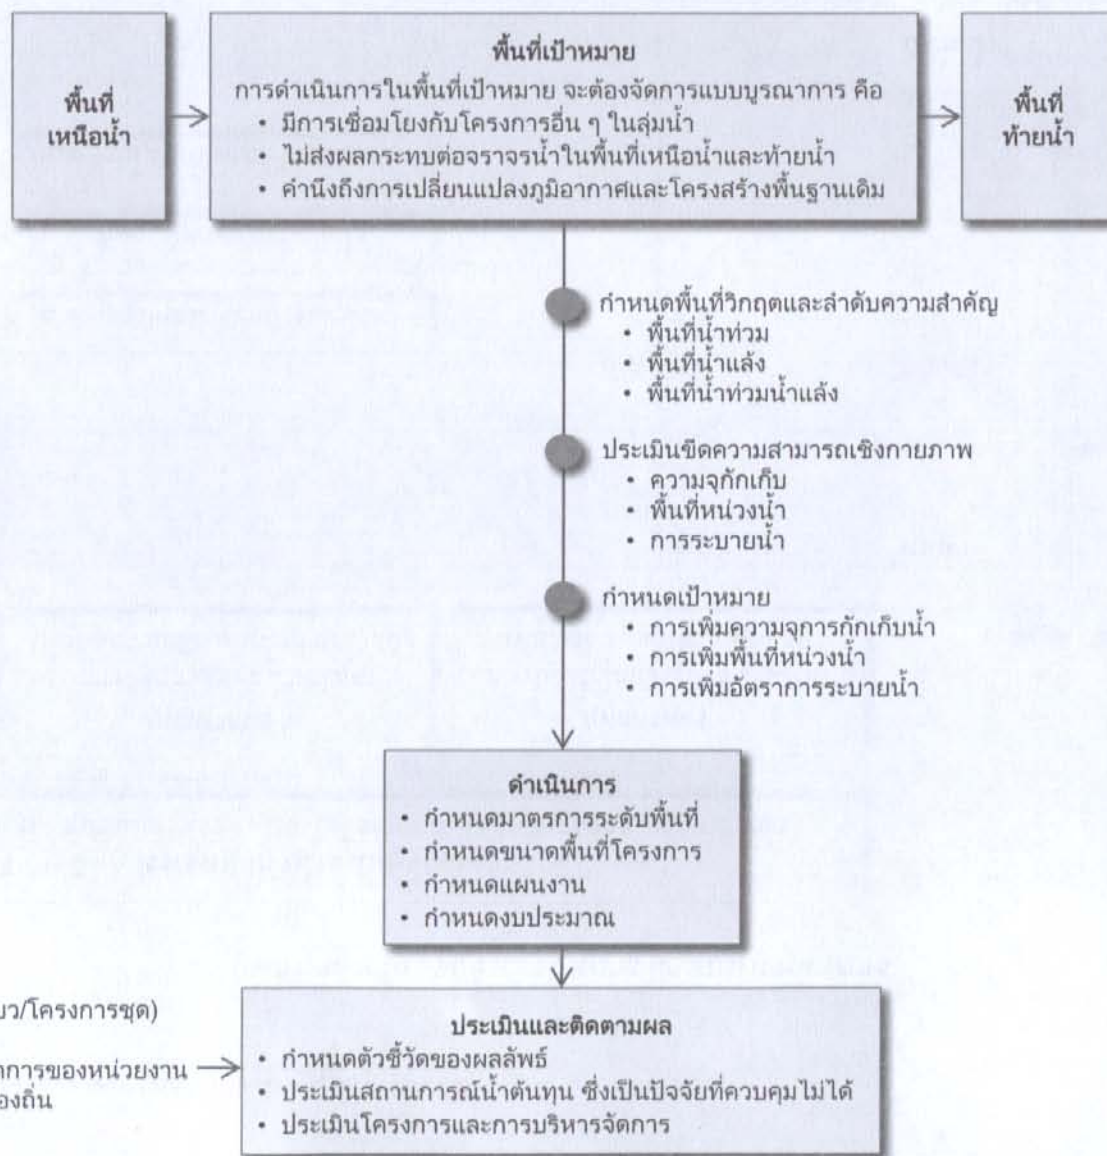 พื้นที่
เหนือน้ำ
พื้นที่เป้าหมาย
การดำเนินการในพื้นที่เป้าหมาย จะต้องจัดการแบบบูรณาการ คือ
• มีการเชื่อมโยงกับโครงการอื่น ๆ ในลุ่มน้ำ
• ไม่ส่งผลกระทบต่อจราจรน้ำในพื้นที่เหนือน้ำและท้ายน้ำ
• คำนึงถึงการเปลี่ยนแปลงภูมิอากาศและโครงสร้างพื้นฐานเดิม
พื้นที่
ท้ายน้ำ
กำหนดพื้นที่วิกฤตและลำดับความสำคัญ
• พื้นที่น้ำท่วม
• พื้นที่น้ำแล้ง
• พื้นที่น้ำท่วมน้ำแล้ง
ประเมินขีดความสามารถเชิงกายภาพ
• ความจุกักเก็บ
• พื้นที่หน่วงน้ำ
• การระบายน้ำ
กำหนดเป้าหมาย
• การเพิ่มความจุการกักเก็บน้ำ
• การเพิ่มพื้นที่หน่วงน้ำ
• การเพิ่มอัตราการระบายน้ำ
ดำเนินการ
• กำหนดมาตรการระดับพื้นที่
• กำหนดขนาดพื้นที่โครงการ
• กำหนดแผนงาน
• กำหนดงบประมาณ
/โครงการชุด)
การของหน่วยงาน
ประเมินและติดตามผล
• กำหนดตัวชี้วัดของผลลัพธ์
• ประเมินสถานการณ์น้ำต้นทุน ซึ่งเป็นปัจจัยที่ควบคุมไม่ได้
• ประเมินโครงการและการบริหารจัดการ